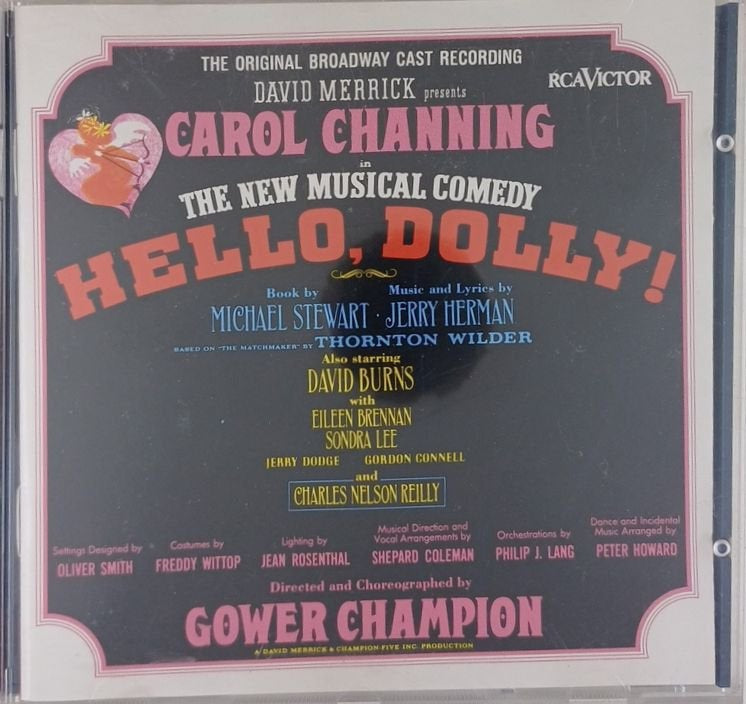 THE ORIGINAL BROADWAY CAST RECORDING
RCAVICTOR
DAVID MERRICK presents
CAROL CHANNING
in
THE NEW MUSICAL COMEDY
HELLO, DOLLY!
Book by Music and Lyrics by
MICHAEL STEWART · JERRY HERMAN
BASED ON "THE MATCHMAKER" BY THORNTON WILDER
Also starring
DAVID BURNS
with
EILEEN BRENNAN
SONDRA LEE
JERRY DODGE GORDON CONNELL
and
CHARLES NELSON REILLY
Settings Designed by
OLIVER SMITH
Costumes by
FREDDY WITTOP
Lighting by
JEAN ROSENTHAL
Musical Direction and
Vocal Arrangements by
SHEPARD COLEMAN
Orchestrations by
PHILIP J. LANG
Dance and Incidental
Music Arranged by
PETER HOWARD
Directed and Choreographed by
GOWER CHAMPION
A DAVID MERRICK & CHAMPION-FIVE INC. PRODUCTION